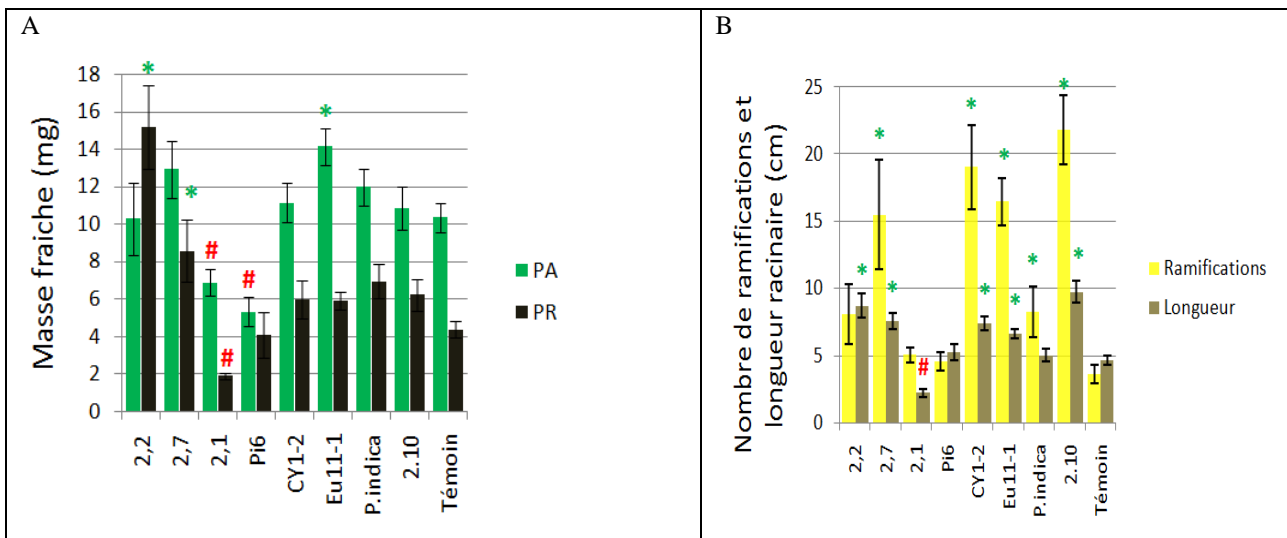 A
Masse fraiche (mg)
18
16
14
12
10
8
6
4
2
0
*
*
#
#
#
*
2,2
2,7
2,1
Pi6
CY1-2
Eu11-1
P.indica
2.10
Témoin
PA
PR
B
Nombre de ramifications et
longueur racinaire (cm)
25
20
15
10
5
0
*
*
*
#
*
*
*
*
*
*
*
2,2
2,7
2,1
Pi6
CY1-2
Eu11-1
P.indica
2.10
Témoin
Ramifications
Longueur